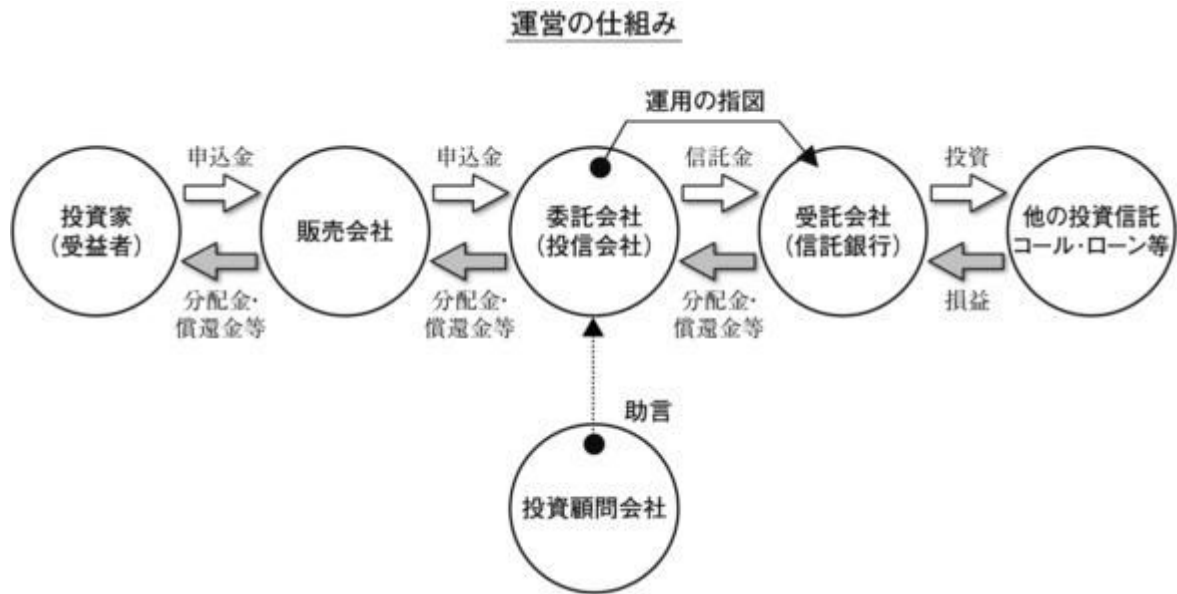 運営の仕組み
運用の指図
申込金
申込金
信託金
投資
投資家
(受益者)
販売会社
委託会社
(投信会社)
受託会社
(信託銀行)
他の投資信託
コール・ローン等
分配金・
償還金等
分配金・
償還金等
分配金・
償還金等
損益
助言
投資顧問会社